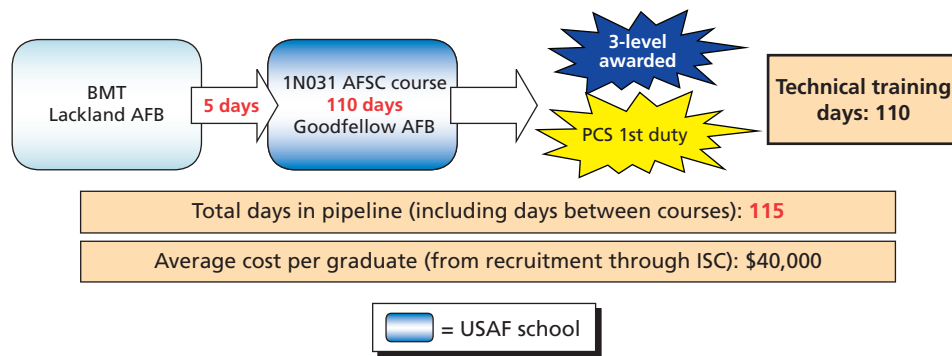 BMT
Lackland AFB
5 days
1N031 AFSC course
110 days
Goodfellow AFB
3-level
awarded
PCS 1st duty
Technical training
days: 110
Total days in pipeline (including days between courses): 115
Average cost per graduate (from recruitment through ISC): $40,000
= USAF school